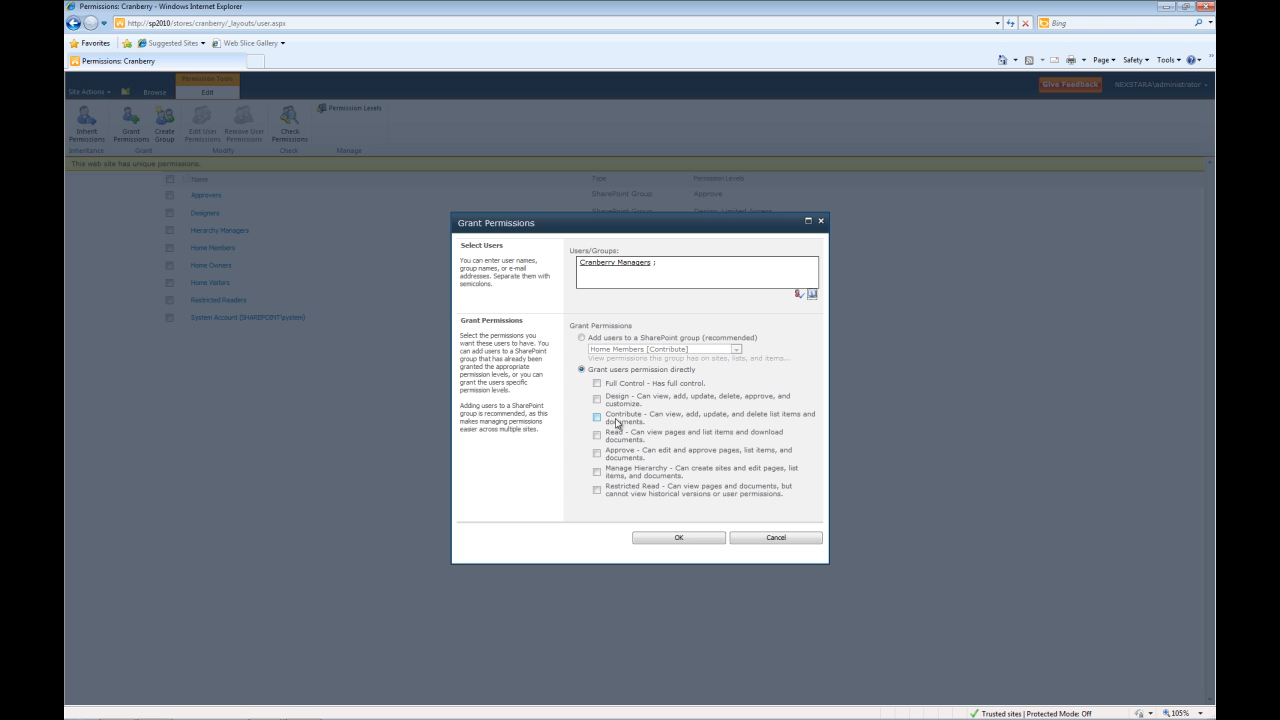 Permissions: Cranberry - Windows Internet Explorer
http://sp2010/stores/cranberry/_layouts/user.aspx
Bing
Favorites
Suggested Sites
Web Slice Gallery
Permissions: Cranberry
Page
Safety
Tools
Permission Tools
Site Actions
Browse
Edit
Give Feedback
NEXSTARA\administrator
Inherit Permissions
Grant Permissions
Create Group
Edit User Permissions
Remove User Permissions
Check Permissions
Permission Levels
Inheritance
Grant
Modify
Check
Manage
This web site has unique permissions.
Name
Type
Permission Levels
Approvers
SharePoint Group
Approve
Designers
SharePoint Group
Design, Limited Access
Hierarchy Managers
Home Members
Home Owners
Home Visitors
Restricted Readers
System Account (SHAREPOINT\system)
Grant Permissions
Select Users
You can enter user names,
group names, or e-mail
addresses. Separate them with
semicolons.
Users/Groups:
Cranberry Managers ;
Grant Permissions
Select the permissions you
want these users to have. You
can add users to a SharePoint
group that has already been
granted the appropriate
permission levels, or you can
grant the users specific
permission levels.
Adding users to a SharePoint
group is recommended, as this
makes managing permissions
easier across multiple sites.
Grant Permissions
Add users to a SharePoint group (recommended)
Home Members [Contribute]
View permissions this group has on sites, lists, and items...
Grant users permission directly
Full Control - Has full control.
Design - Can view, add, update, delete, approve, and
customize.
Contribute - Can view, add, update, and delete list items and
documents.
Read - Can view pages and list items and download
documents.
Approve - Can edit and approve pages, list items, and
documents.
Manage Hierarchy - Can create sites and edit pages, list
items, and documents.
Restricted Read - Can view pages and documents, but
cannot view historical versions or user permissions.
OK
Cancel
Trusted sites | Protected Mode: Off
105%